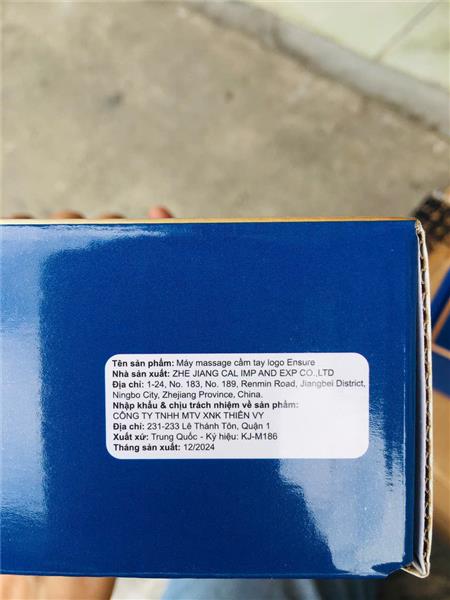 Tên sản phẩm: Máy massage cầm tay logo Ensure
Nhà sản xuất: ZHE JIANG CAL IMP AND EXP CO.,LTD
Địa chỉ: 1-24, No. 183, No. 189, Renmin Road, Jiangbei District,
Ningbo City, Zhejiang Province, China.
Nhập khẩu & chịu trách nhiệm về sản phẩm:
CÔNG TY TNHH MTV XNK THIÊN VY
Địa chỉ: 231-233 Lê Thánh Tôn, Quận 1
Xuất xứ: Trung Quốc - Ký hiệu: KJ-M186
Tháng sản xuất: 12/2024